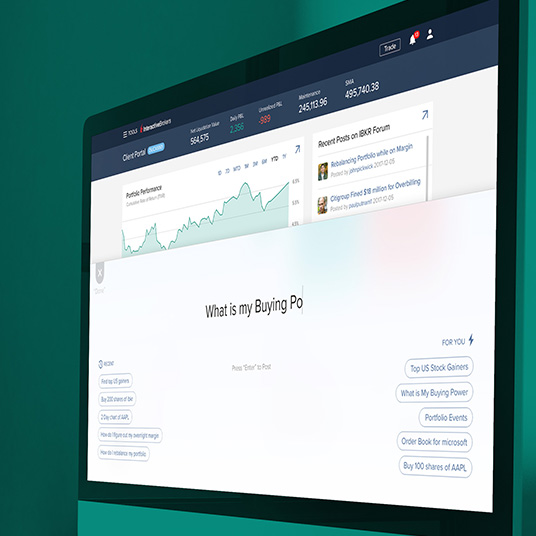 Trade
TOOLS InteractiveBrokers
Client Portal
Net Liquidation Value
564,575
Daily P&L
2,356
Unrealized P&L
-989
Maintenance
245,113.96
SMA
495,740.38
Portfolio Performance
1D 7D MTD 1M 3M 6M YTD 1Y
Recent Posts on IBKR Forum
Rebalancing Portfolio while on Margin
Posted by johnpickwick 2017-12-05
Citigroup Fined $18 million for Overbilling
Posted by 2017-12-05
X
"Close"
What is my Buying Po
Press "Enter" to Post
RECENT
Find top US gainers
Buy 200 shares of ibkr
2 Day chart of AAPL
How do I figure out my overnight margin
How do I rebalance my portfolio
FOR YOU
Top US Stock Gainers
What is My Buying Power
Portfolio Events
Order Book for microsoft
Buy 100 shares of AAPL